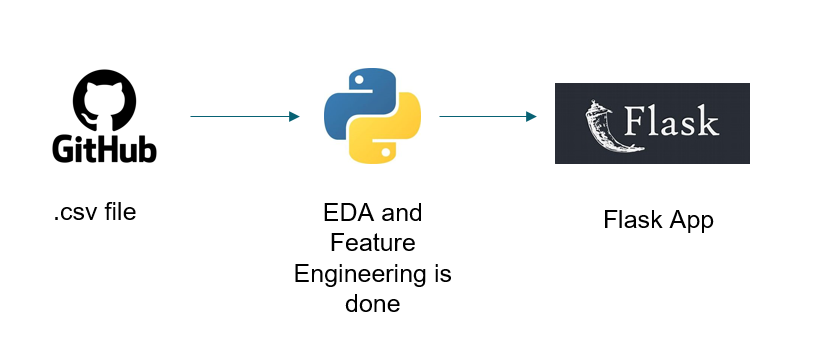 GitHub
Flask
.csv file
EDA and
Feature
Engineering is
done
Flask App